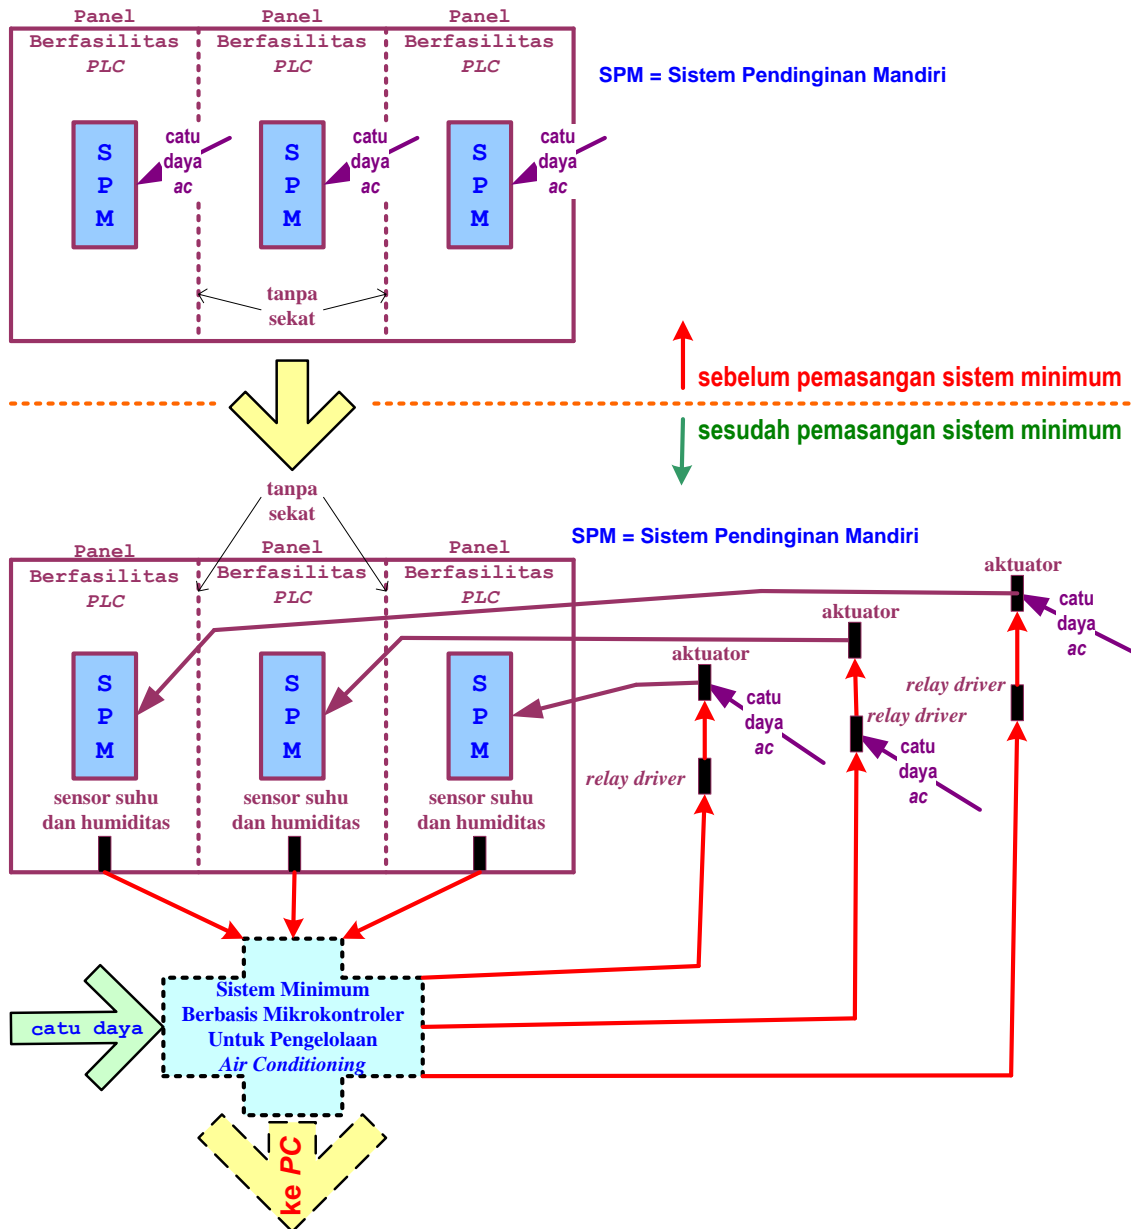 Panel
Berfasilitas
PLC
Panel
Berfasilitas
PLC
Panel
Berfasilitas
PLC
SPM = Sistem Pendinginan Mandiri
S
P
M
catu
daya
ac
S
P
M
catu
daya
ac
S
P
M
catu
daya
ac
tanpa
sekat
sebelum pemasangan sistem minimum
sesudah pemasangan sistem minimum
tanpa
sekat
SPM = Sistem Pendinginan Mandiri
Panel
Berfasilitas
PLC
Panel
Berfasilitas
PLC
Panel
Berfasilitas
PLC
S
P
M
S
P
M
S
P
M
aktuator
catu
daya
ac
relay driver
aktuator
relay driver
catu
daya
ac
aktuator
catu
daya
ac
relay driver
sensor suhu
dan humiditas
sensor suhu
dan humiditas
sensor suhu
dan humiditas
catu daya
Sistem Minimum
Berbasis Mikrokontroler
Untuk Pengelolaan
Air Conditioning
ke PC